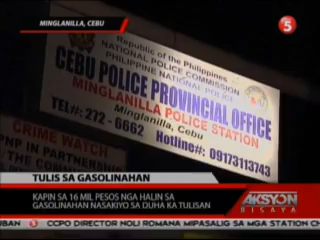 MINGLANILLA, CEBU
5
Republic of the Philippines
NATIONAL POLICE COMMISSION
PHILIPPINE NATIONAL POLICE
CEBU POLICE PROVINCIAL OFFICE
MINGLANILLA POLICE STATION
Minglanilla, Cebu
TEL#: 272-6662 Hotline#: 09173113743
CRIME WATCH
PNP IN PARTNERSHIP
THE COMM
TULIS SA GASOLINAHAN
KAPIN SA 16 MIL PESOS NGA HALIN SA
GASOLINAHAN NASAKIYO SA DUHA KA TULISAN
AKSYON
BISAYA
CCPO DIRECTOR NOLI ROMANA MIPASALIG SA MGA STATION C